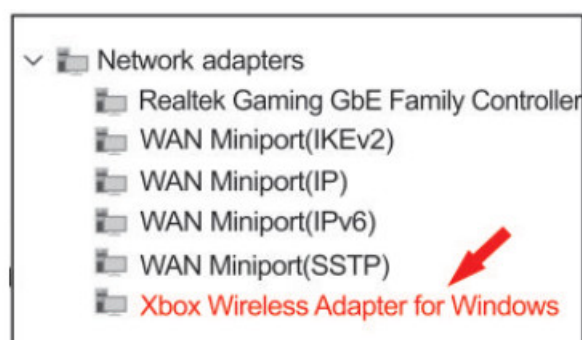 Network adapters
Realtek Gaming GbE Family Controller
WAN Miniport(IKEv2)
WAN Miniport(IP)
WAN Miniport(IPv6)
WAN Miniport(SSTP)
Xbox Wireless Adapter for Windows